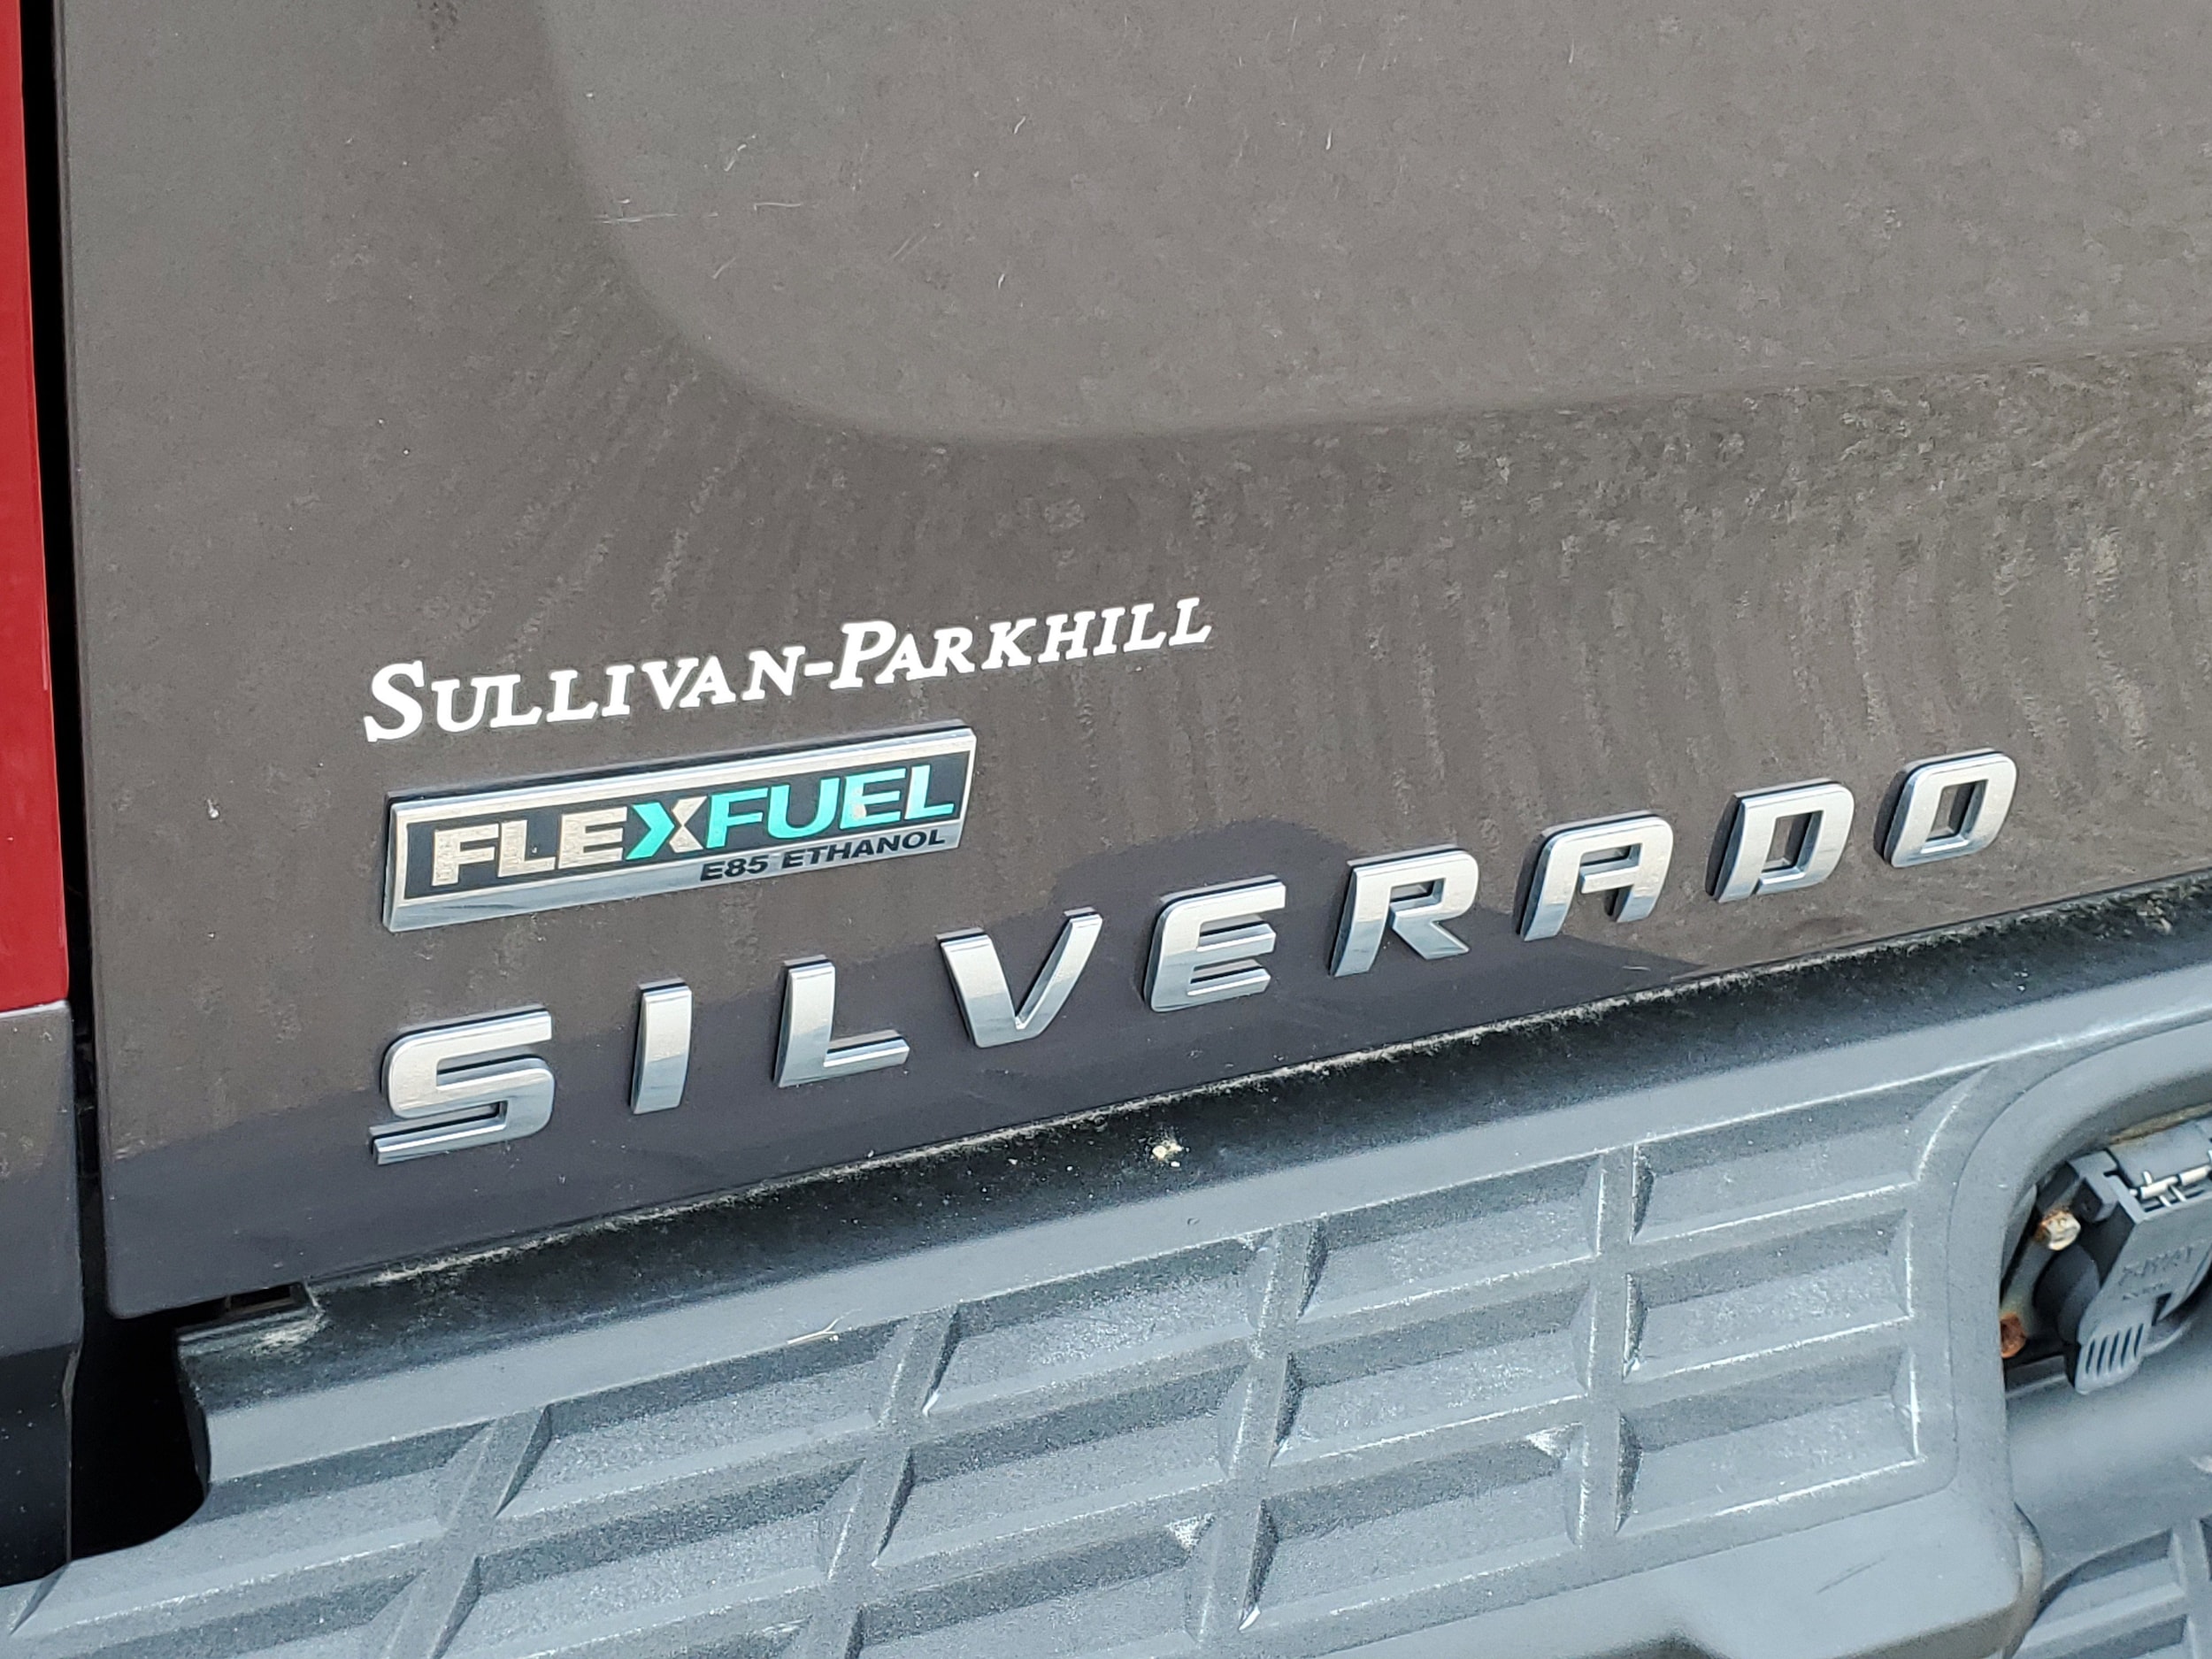 SULLIVAN-PARKHILL
FLEXFUEL
E85 ETHANOL
SILVERADO